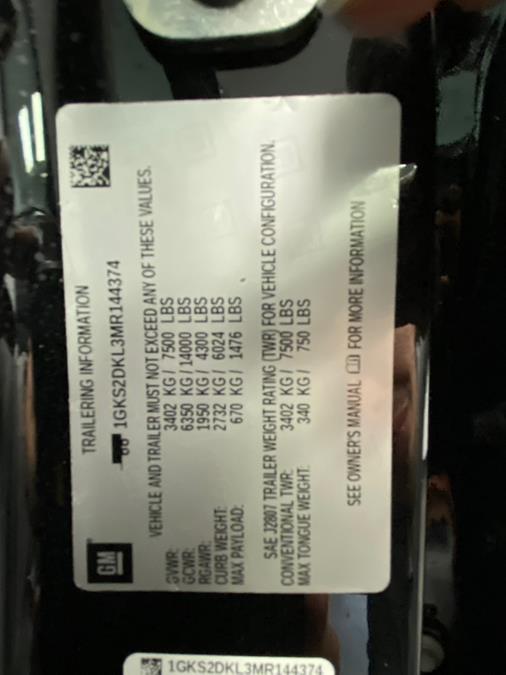 GM
TRAILERING INFORMATION
1GKS2DKL3MR144374
VEHICLE AND TRAILER MUST NOT EXCEED ANY OF THESE VALUES.
GVWR: 3402 KG/ 7500 LBS
GCWR: 6350 KG/ 14000 LBS
RGAWR: 1950 KG/ 4300 LBS
CURB WEIGHT: 2732 KG/ 6024 LBS
MAX PAYLOAD: 670 KG/ 1476 LBS
SAE J2807 TRAILER WEIGHT RATING (TWR) FOR VEHICLE CONFIGURATION.
CONVENTIONAL TWR: 3402 KG/ 7500 LBS
MAX TONGUE WEIGHT: 340 KG/ 750 LBS
SEE OWNER'S MANUAL FOR MORE INFORMATION
1GKS2DKL3MR144374